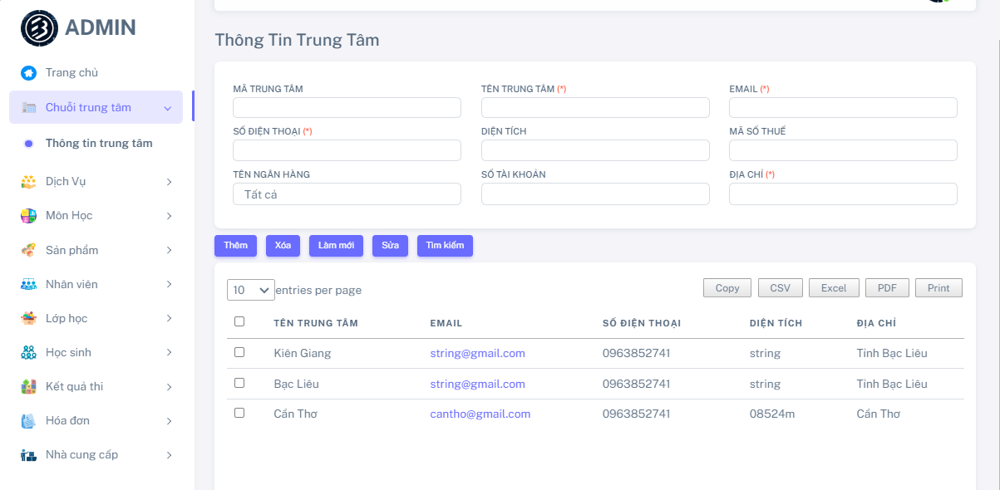 ADMIN
Trang chủ
Chuỗi trung tâm
Thông tin trung tâm
Dịch Vụ
Môn Học
Sản phẩm
Nhân viên
Lớp học
Học sinh
Kết quả thi
Hóa đơn
Nhà cung cấp
Thông Tin Trung Tâm
MÃ TRUNG TÂM TÊN TRUNG TÂM (*) EMAIL (*)
SỐ ĐIỆN THOẠI (*) DIỆN TÍCH MÃ SỐ THUẾ
TÊN NGÂN HÀNG SỐ TÀI KHOẢN ĐỊA CHỈ (*)
Tất cả
Thêm Xóa Làm mới Sửa Tìm kiếm
10 entries per page Copy CSV Excel PDF Print
TÊN TRUNG TÂM EMAIL SỐ ĐIỆN THOẠI DIỆN TÍCH ĐỊA CHỈ
Kiên Giang string@gmail.com 0963852741 string Tỉnh Bạc Liêu
Bạc Liêu string@gmail.com 0963852741 string Tỉnh Bạc Liêu
Cần Thơ cantho@gmail.com 0963852741 08524m Cần Thơ